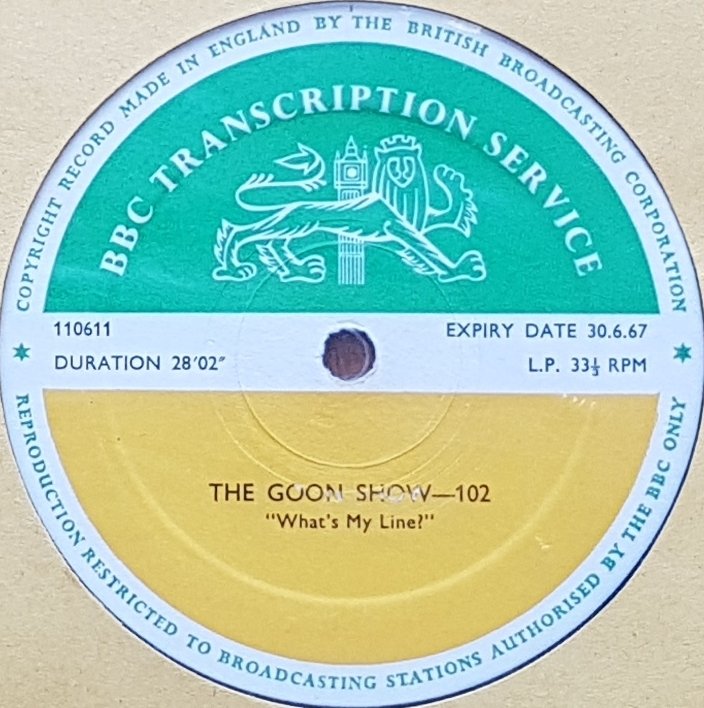 COPYRIGHT RECORD MADE IN ENGLAND BY THE BRITISH BROADCASTING CORPORATION
BBC TRANSCRIPTION SERVICE
110611
EXPIRY DATE 30.6.67
DURATION 28'02"
L.P. 33⅓ RPM
THE GOON SHOW—102
"What's My Line?"
REPRODUCTION RESTRICTED TO BROADCASTING STATIONS AUTHORISED BY THE BBC ONLY